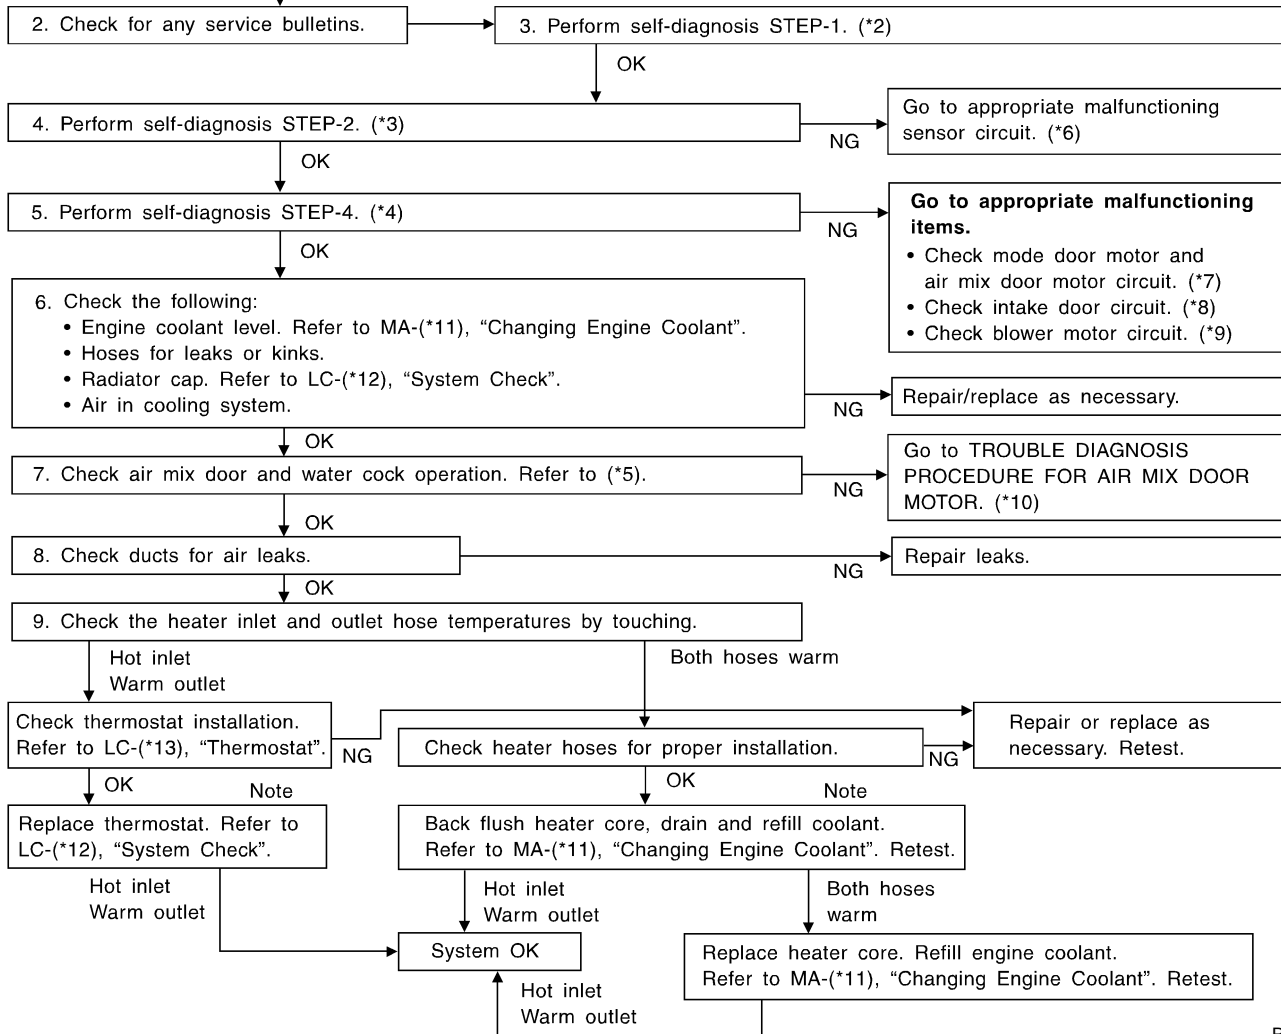 2. Check for any service bulletins.
3. Perform self-diagnosis STEP-1. (*2)
OK
4. Perform self-diagnosis STEP-2. (*3)
NG
Go to appropriate malfunctioning
sensor circuit. (*6)
OK
5. Perform self-diagnosis STEP-4. (*4)
NG
Go to appropriate malfunctioning
items.
• Check mode door motor and
air mix door motor circuit. (*7)
• Check intake door circuit. (*8)
• Check blower motor circuit. (*9)
OK
6. Check the following:
• Engine coolant level. Refer to MA-(*11), “Changing Engine Coolant”.
• Hoses for leaks or kinks.
• Radiator cap. Refer to LC-(*12), “System Check”.
• Air in cooling system.
NG
Repair/replace as necessary.
OK
7. Check air mix door and water cock operation. Refer to (*5).
NG
Go to TROUBLE DIAGNOSIS
PROCEDURE FOR AIR MIX DOOR
MOTOR. (*10)
OK
8. Check ducts for air leaks.
NG
Repair leaks.
OK
9. Check the heater inlet and outlet hose temperatures by touching.
Hot inlet
Warm outlet
Both hoses warm
Check thermostat installation.
Refer to LC-(*13), “Thermostat”.
NG
Check heater hoses for proper installation.
NG
Repair or replace as
necessary. Retest.
OK
Note
OK
Note
Replace thermostat. Refer to
LC-(*12), “System Check”.
Back flush heater core, drain and refill coolant.
Refer to MA-(*11), “Changing Engine Coolant”. Retest.
Hot inlet
Warm outlet
Hot inlet
Warm outlet
Both hoses
warm
System OK
Replace heater core. Refill engine coolant.
Refer to MA-(*11), “Changing Engine Coolant”. Retest.
Hot inlet
Warm outlet